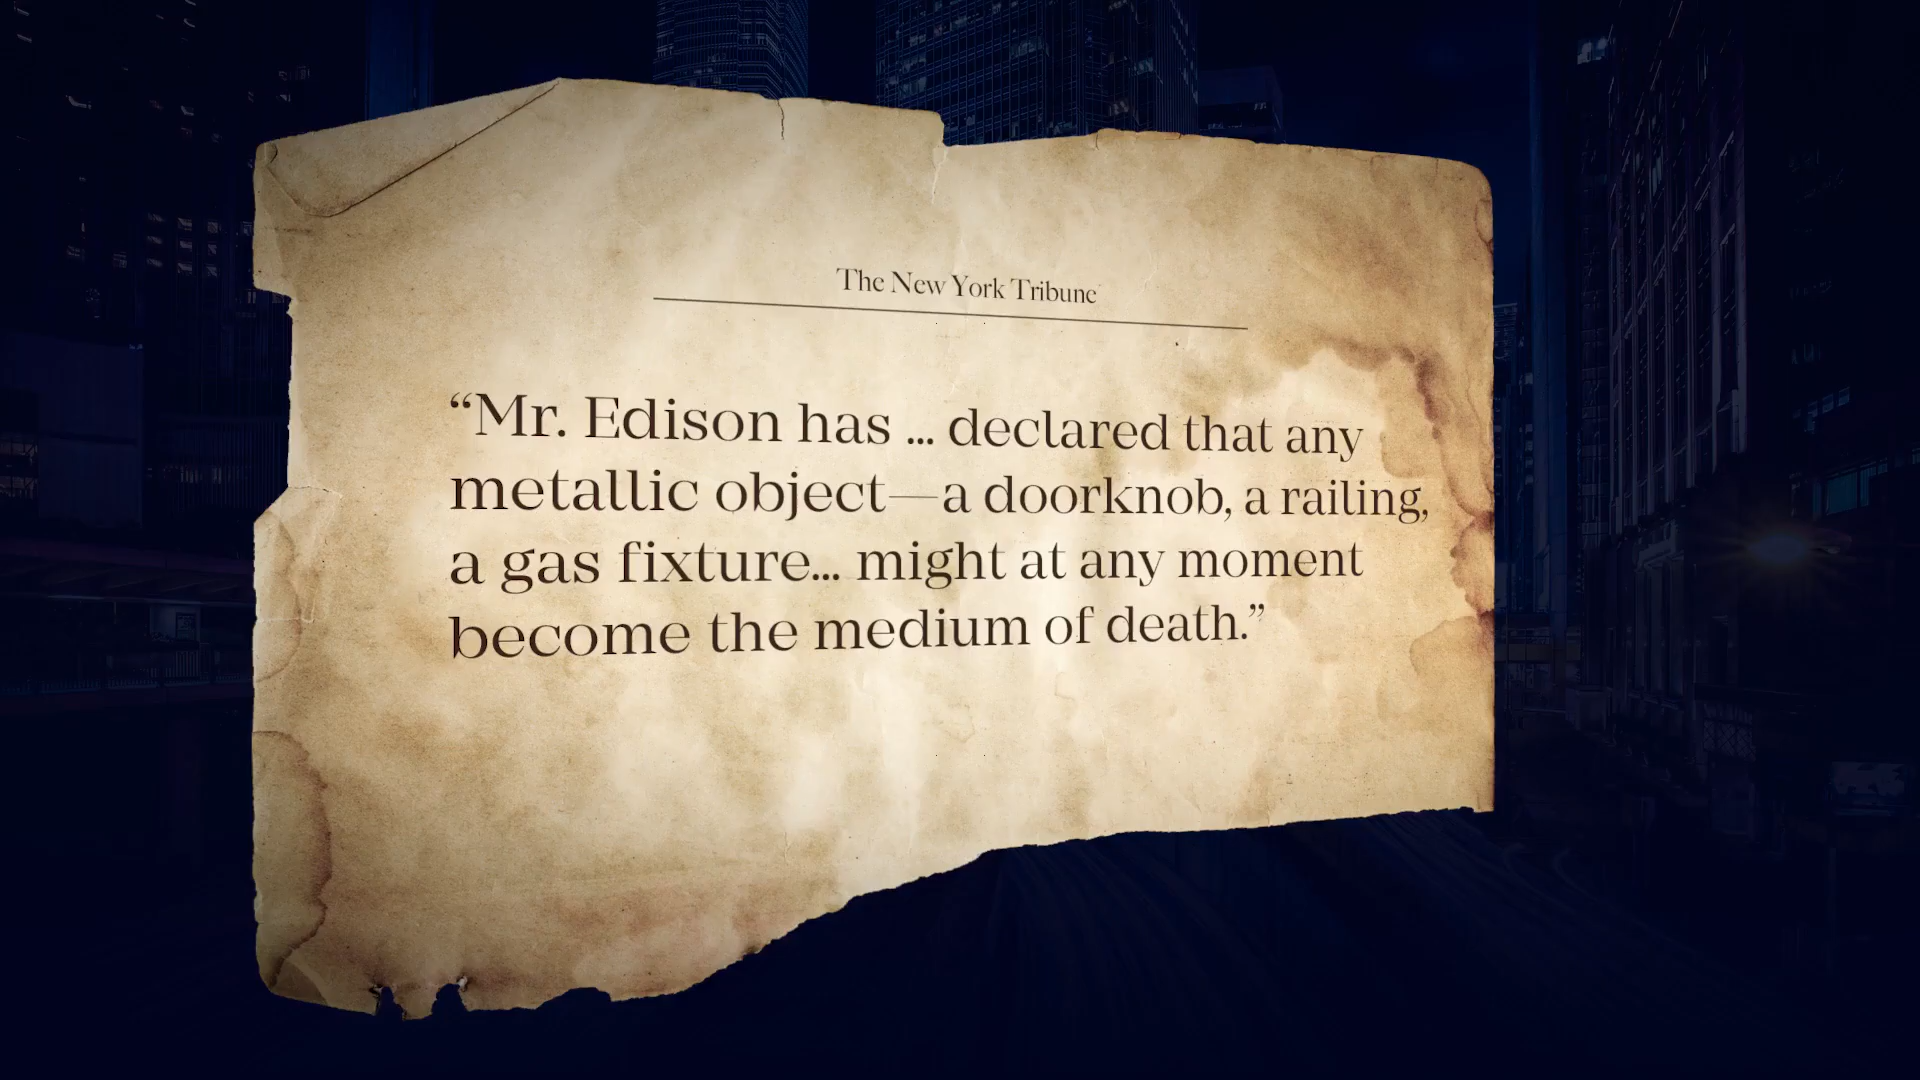 The New York Tribune
“Mr. Edison has ... declared that any
metallic object—a doorknob, a railing,
a gas fixture... might at any moment
become the medium of death.”